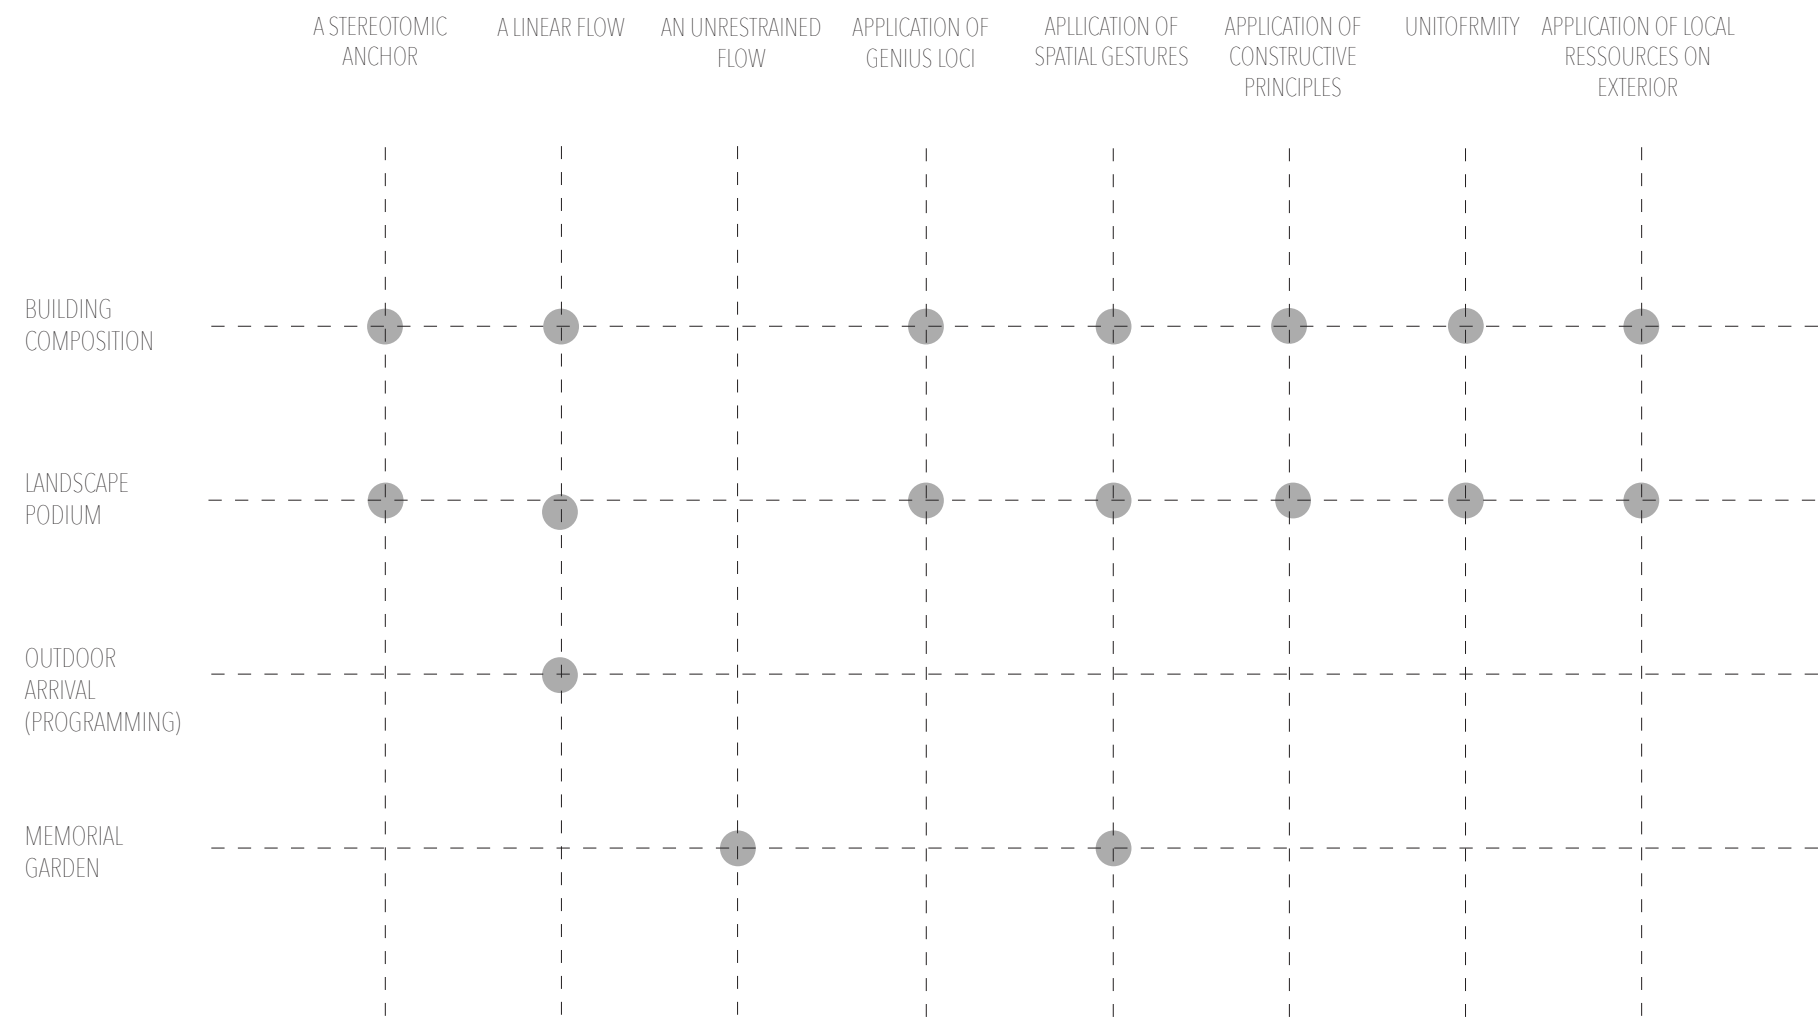 A STEREOTOMIC
ANCHOR
A LINEAR FLOW
AN UNRESTRAINED
FLOW
APPLICATION OF
GENIUS LOCI
APLLICATION OF
SPATIAL GESTURES
APPLICATION OF
CONSTRUCTIVE
PRINCIPLES
UNITOFRMITY
APPLICATION OF LOCAL
RESSOURCES ON
EXTERIOR
BUILDING
COMPOSITION
LANDSCAPE
PODIUM
OUTDOOR
ARRIVAL
(PROGRAMMING)
MEMORIAL
GARDEN